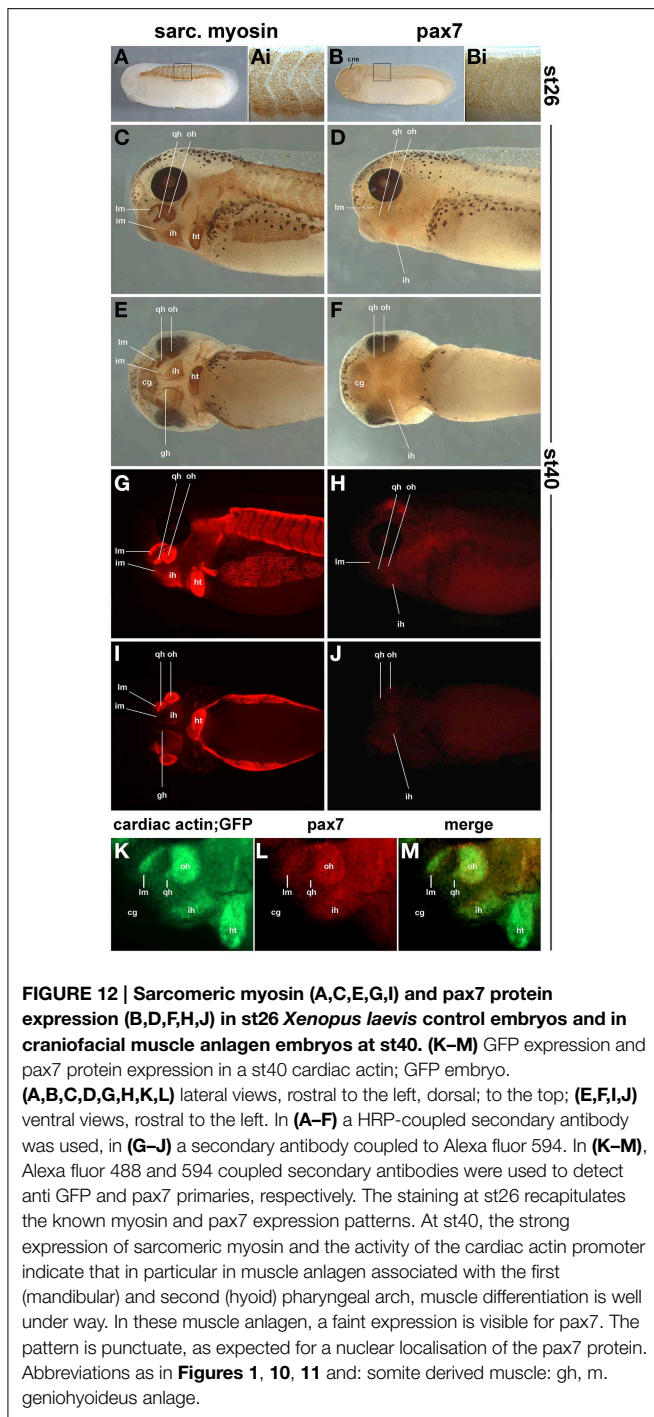 sarc. myosin pax7
A Ai B cns Bi st26
C qh oh lm im ih ht
D qh oh lm ih
E qh oh lm im ih ht cg gh
F qh oh cg ih
st40
G qh oh lm im ih ht
H qh oh lm ih
I qh oh lm im ih ht gh
J qh oh ih
cardiac actin;GFP pax7 merge
K oh lm qh ih cg ht
L oh lm qh ih cg
M oh lm qh ih cg ht
FIGURE 12 | Sarcomeric myosin (A,C,E,G,I) and pax7 protein
expression (B,D,F,H,J) in st26 Xenopus laevis control embryos and in
craniofacial muscle anlagen embryos at st40. (K–M) GFP expression and
pax7 protein expression in a st40 cardiac actin; GFP embryo.
(A,B,C,D,G,H,K,L) lateral views, rostral to the left, dorsal; to the top; (E,F,I,J)
ventral views, rostral to the left. In (A–F) a HRP-coupled secondary antibody
was used, in (G–J) a secondary antibody coupled to Alexa fluor 594. In (K–M),
Alexa fluor 488 and 594 coupled secondary antibodies were used to detect
anti GFP and pax7 primaries, respectively. The staining at st26 recapitulates
the known myosin and pax7 expression patterns. At st40, the strong
expression of sarcomeric myosin and the activity of the cardiac actin promoter
indicate that in particular in muscle anlagen associated with the first
(mandibular) and second (hyoid) pharyngeal arch, muscle differentiation is well
under way. In these muscle anlagen, a faint expression is visible for pax7. The
pattern is punctuate, as expected for a nuclear localisation of the pax7 protein.
Abbreviations as in Figures 1, 10, 11 and: somite derived muscle: gh, m.
geniohyoideus anlage.